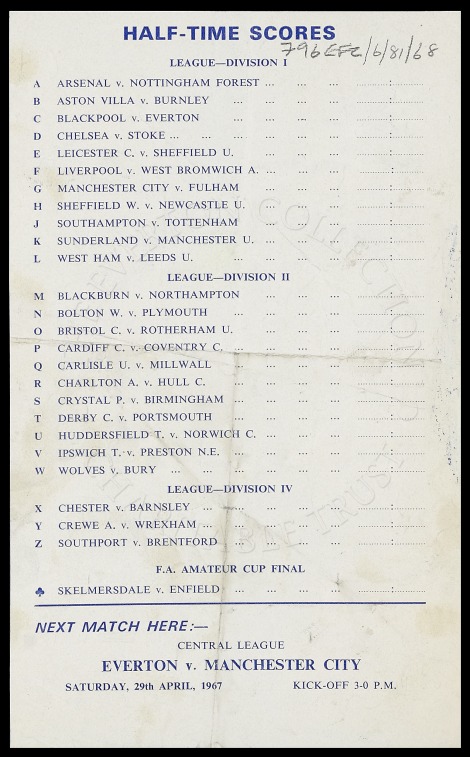 HALF-TIME SCORES
796EFC/6/81/68
LEAGUE—DIVISION I
A ARSENAL v. NOTTINGHAM FOREST ... ... ... ............:............
B ASTON VILLA v. BURNLEY ... ... ... ... ............:............
C BLACKPOOL v. EVERTON ... ... ... ... ............:............
D CHELSEA v. STOKE ... ... ... ... ... ............:............
E LEICESTER C. v. SHEFFIELD U. ... ... ... ............:............
F LIVERPOOL v. WEST BROMWICH A. ... ... ... ............:............
G MANCHESTER CITY v. FULHAM ... ... ... ............:............
H SHEFFIELD W. v. NEWCASTLE U. ... ... ... ............:............
J SOUTHAMPTON v. TOTTENHAM ... ... ... ............:............
K SUNDERLAND v. MANCHESTER U. ... ... ... ............:............
L WEST HAM v. LEEDS U. ... ... ... ... ............:............
LEAGUE—DIVISION II
M BLACKBURN v. NORTHAMPTON ... ... ... ............:............
N BOLTON W. v. PLYMOUTH ... ... ... ... ............:............
O BRISTOL C. v. ROTHERHAM U. ... ... ... ............:............
P CARDIFF C. v. COVENTRY C. ... ... ... ............:............
Q CARLISLE U. v. MILLWALL ... ... ... ... ............:............
R CHARLTON A. v. HULL C. ... ... ... ... ............:............
S CRYSTAL P. v. BIRMINGHAM ... ... ... ... ............:............
T DERBY C. v. PORTSMOUTH ... ... ... ... ............:............
U HUDDERSFIELD T. v. NORWICH C. ... ... ... ............:............
V IPSWICH T. v. PRESTON N.E. ... ... ... ... ............:............
W WOLVES v. BURY ... ... ... ... ... ... ............:............
LEAGUE—DIVISION IV
X CHESTER v. BARNSLEY ... ... ... ... ... ............:............
Y CREWE A. v. WREXHAM ... ... ... ... ... ............:............
Z SOUTHPORT v. BRENTFORD ... ... ... ... ............:............
F.A. AMATEUR CUP FINAL
♣ SKELMERSDALE v. ENFIELD ... ... ... ... ............:............
NEXT MATCH HERE:—
CENTRAL LEAGUE
EVERTON v. MANCHESTER CITY
SATURDAY, 29th APRIL, 1967 KICK-OFF 3-0 P.M.